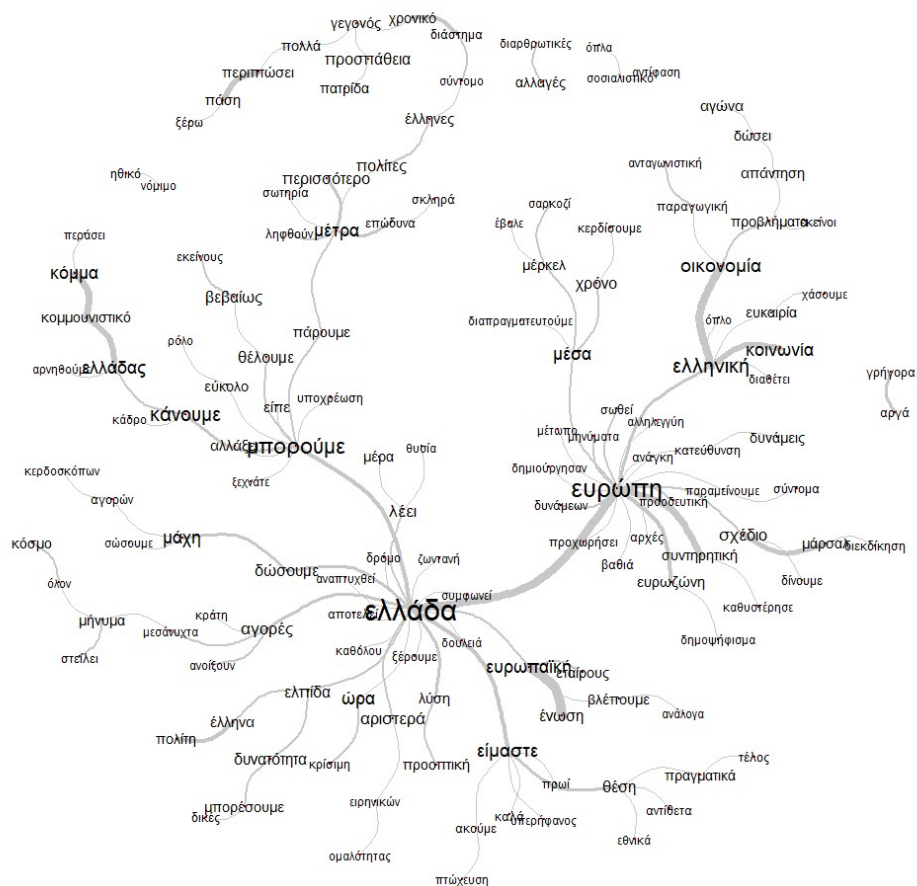 γεγονός
χρονικό
πολλά
διάστημα
προσπάθεια
περιπτώσει
πατρίδα
πάση
σύντομο
ξέρω
έλληνες
διαρθρωτικές
αλλαγές
όπλα
αντίφαση
σοσιαλιστικό
αγώνα
δώσει
ανταγωνιστική
απάντηση
παραγωγική
προβλήματα
εκείνοι
οικονομία
πολίτες
περισσότερο
σωτηρία
σκληρά
ληφθούν
μέτρα
επώδυνα
ηθικό
νόμιμο
περάσει
κόμμα
εκείνους
βεβαίως
κομμουνιστικό
πάρουμε
ρόλο
θέλουμε
αρνηθούμε
ελλάδας
εύκολο
υποχρέωση
είπε
κάδρο
κάνουμε
αλλάξει
μπορούμε
ξεχνάτε
σαρκοζί
έβαλε
κερδίσουμε
μέρκελ
χρόνο
διαπραγματευτούμε
μέσα
όπλο
χάσουμε
ευκαιρία
κοινωνία
ελληνική
διαθέτει
γρήγορα
αργά
σωθεί
αλληλεγγύη
μέτωπο
μηνύματα
δυνάμεις
κατεύθυνση
ανάγκη
δημιούργησαν
ευρώπη
παραμείνουμε
σύντομα
προοδευτική
δυνάμεων
προχωρήσει
αρχές
σχέδιο
μάρσαλ
διεκδίκηση
συντηρητική
βαθιά
ευρωζώνη
δίνουμε
καθυστέρησε
δημοψήφισμα
μέρα
θυσία
κερδοσκόπων
αγορών
λέει
κόσμο
σώσουμε
μάχη
δρόμο
ζωντανή
δώσουμε
αναπτυχθεί
όλον
συμφωνεί
ελλάδα
κράτη
αποτελεί
μήνυμα
μεσάνυχτα
αγορές
δουλειά
στείλει
ανοίξουν
καθόλου
ξέρουμε
ευρωπαϊκή
εταίρους
ελπίδα
ώρα
λύση
βλέπουμε
έλληνα
αριστερά
ένωση
ανάλογα
πολίτη
είμαστε
δυνατότητα
κρίσιμη
προοπτική
τέλος
πρωί
θέση
πραγματικά
μπορέσουμε
δικές
ειρηνικών
καλά
υπερήφανος
αντίθετα
ακούμε
εθνικά
ομαλότητας
πτώχευση